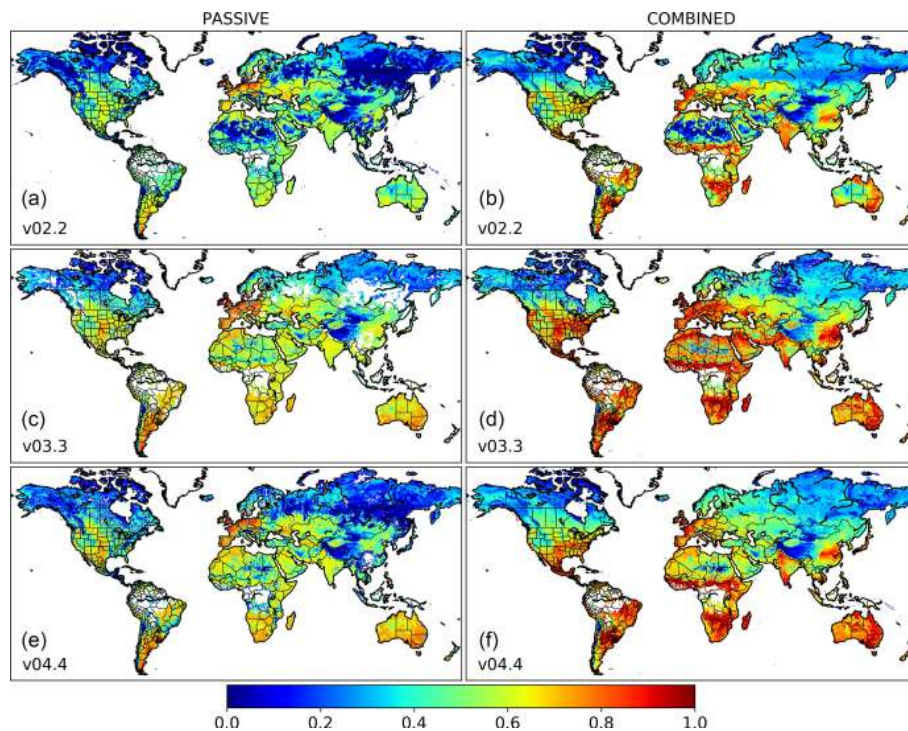 PASSIVE
COMBINED
(a)
v02.2
(b)
v02.2
(c)
v03.3
(d)
v03.3
(e)
v04.4
(f)
v04.4
0.0 0.2 0.4 0.6 0.8 1.0